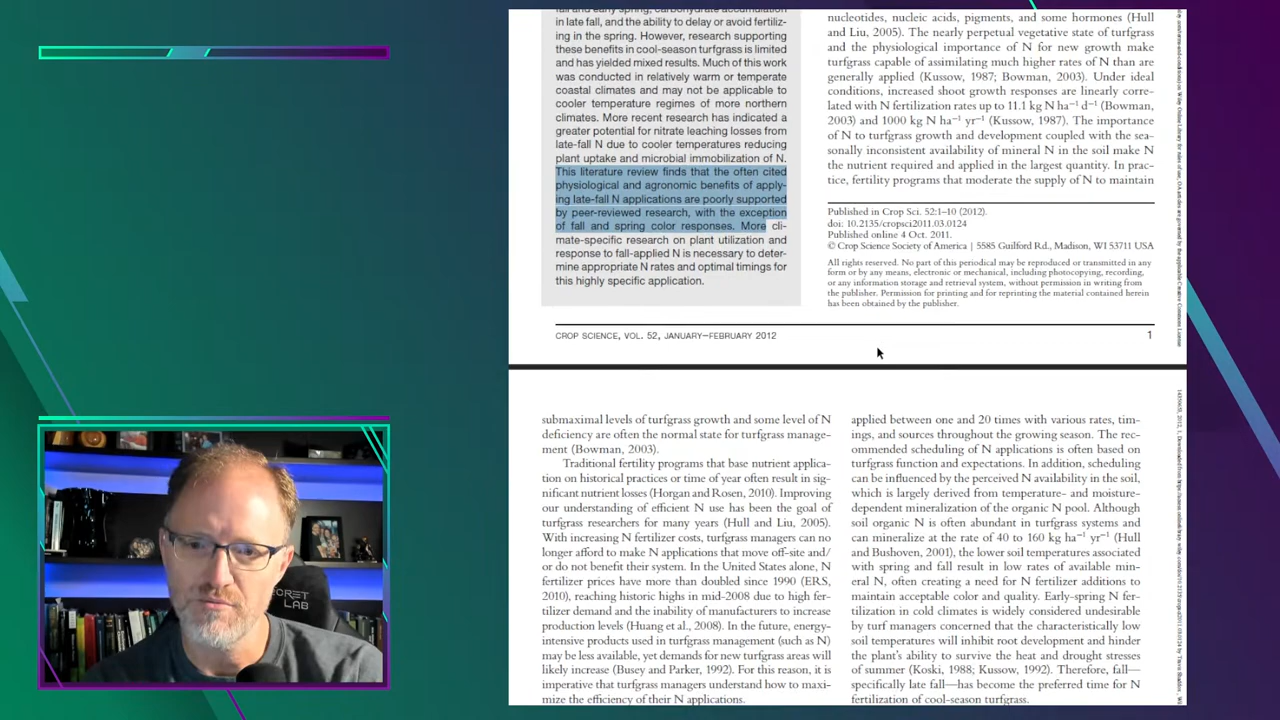 fall and early spring, carbohydrate accumulation
in late fall, and the ability to delay or avoid fertiliz-
ing in the spring. However, research supporting
these benefits in cool-season turfgrass is limited
and has yielded mixed results. Much of this work
was conducted in relatively warm or temperate
coastal climates and may not be applicable to
cooler temperature regimes of more northern
climates. More recent research has indicated a
greater potential for nitrate leaching losses from
late-fall N due to cooler temperatures reducing
plant uptake and microbial immobilization of N.
This literature review finds that the often cited
physiological and agronomic benefits of apply-
ing late-fall N applications are poorly supported
by peer-reviewed research, with the exception
of fall and spring color responses. More cli-
mate-specific research on plant utilization and
response to fall-applied N is necessary to deter-
mine appropriate N rates and optimal timings for
this highly specific application.
nucleotides, nucleic acids, pigments, and some hormones (Hull
and Liu, 2005). The nearly perpetual vegetative state of turfgrass
and the physiological importance of N for new growth make
turfgrass capable of assimilating much higher rates of N than are
generally applied (Kussow, 1987; Bowman, 2003). Under ideal
conditions, increased shoot growth responses are linearly corre-
lated with N fertilization rates up to 11.1 kg N ha⁻¹ d⁻¹ (Bowman,
2003) and 1000 kg N ha⁻¹ yr⁻¹ (Kussow, 1987). The importance
of N to turfgrass growth and development coupled with the sea-
sonally inconsistent availability of mineral N in the soil make N
the nutrient required and applied in the largest quantity. In prac-
tice, fertility programs that moderate the supply of N to maintain
Published in Crop Sci. 52:1–10 (2012).
doi: 10.2135/cropsci2011.03.0124
Published online 4 Oct. 2011.
© Crop Science Society of America | 5585 Guilford Rd., Madison, WI 53711 USA
All rights reserved. No part of this periodical may be reproduced or transmitted in any
form or by any means, electronic or mechanical, including photocopying, recording,
or any information storage and retrieval system, without permission in writing from
the publisher. Permission for printing and for reprinting the material contained herein
has been obtained by the publisher.
CROP SCIENCE, VOL. 52, JANUARY–FEBRUARY 2012
1
submaximal levels of turfgrass growth and some level of N
deficiency are often the normal state for turfgrass manage-
ment (Bowman, 2003).
Traditional fertility programs that base nutrient applica-
tion on historical practices or time of year often result in sig-
nificant nutrient losses (Horgan and Rosen, 2010). Improving
our understanding of efficient N use has been the goal of
turfgrass researchers for many years (Hull and Liu, 2005).
With increasing N fertilizer costs, turfgrass managers can no
longer afford to make N applications that move off-site and/
or do not benefit their system. In the United States alone, N
fertilizer prices have more than doubled since 1990 (ERS,
2010), reaching historic highs in mid-2008 due to high fer-
tilizer demand and the inability of manufacturers to increase
production levels (Huang et al., 2008). In the future, energy-
intensive products used in turfgrass management (such as N)
may be less available, yet demands for new turfgrass areas will
likely increase (Busey and Parker, 1992). For this reason, it is
imperative that turfgrass managers understand how to maxi-
mize the efficiency of their N applications.
applied between one and 20 times with various rates, tim-
ings, and sources throughout the growing season. The rec-
ommended scheduling of N applications is often based on
turfgrass function and expectations. In addition, scheduling
can be influenced by the perceived N availability in the soil,
which is largely derived from temperature- and moisture-
dependent mineralization of the organic N pool. Although
soil organic N is often abundant in turfgrass systems and
can mineralize at the rate of 40 to 160 kg ha⁻¹ yr⁻¹ (Hull
and Bushoven, 2001), the lower soil temperatures associated
with spring and fall result in low rates of available min-
eral N, often creating a need for N fertilizer additions to
maintain acceptable color and quality. Early-spring N fer-
tilization in cold climates is widely considered undesirable
by turf managers concerned that the characteristically low
soil temperatures will inhibit root development and hinder
the plant's ability to survive the heat and drought stresses
of summer (Koski, 1988; Kussow, 1992). Therefore, fall—
specifically late fall—has become the preferred time for N
fertilization of cool-season turfgrass.
LAB